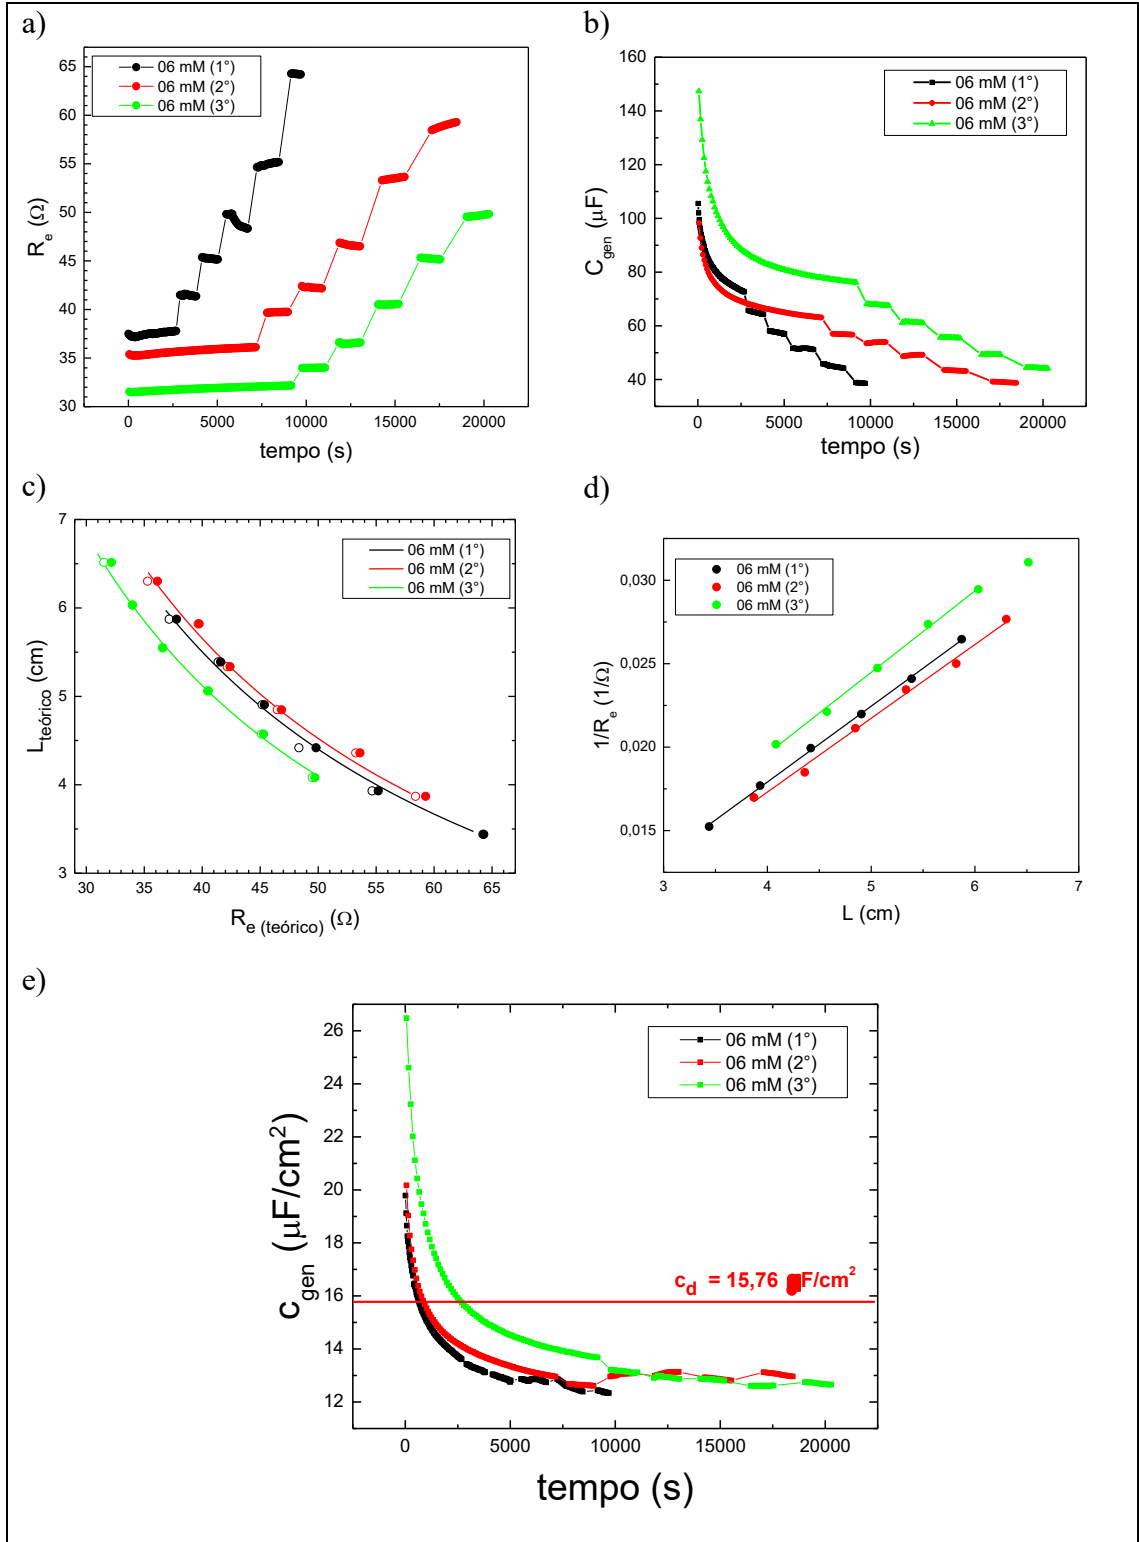 a)
06 mM (1°)
06 mM (2°)
06 mM (3°)
65
60
55
50
45
40
35
30
R_e (Ω)
0 5000 10000 15000 20000
tempo (s)
b)
06 mM (1°)
06 mM (2°)
06 mM (3°)
160
140
120
100
80
60
40
C_gen (μF)
0 5000 10000 15000 20000
tempo (s)
c)
06 mM (1°)
06 mM (2°)
06 mM (3°)
7
6
5
4
3
L_teórico (cm)
30 35 40 45 50 55 60 65
R_e (teórico) (Ω)
d)
06 mM (1°)
06 mM (2°)
06 mM (3°)
0,030
0,025
0,020
0,015
1/R_e (1/Ω)
3 4 5 6 7
L (cm)
e)
06 mM (1°)
06 mM (2°)
06 mM (3°)
26
24
22
20
18
16
14
12
c_gen (μF/cm²)
c_d = 15,76 F/cm²
0 5000 10000 15000 20000
tempo (s)